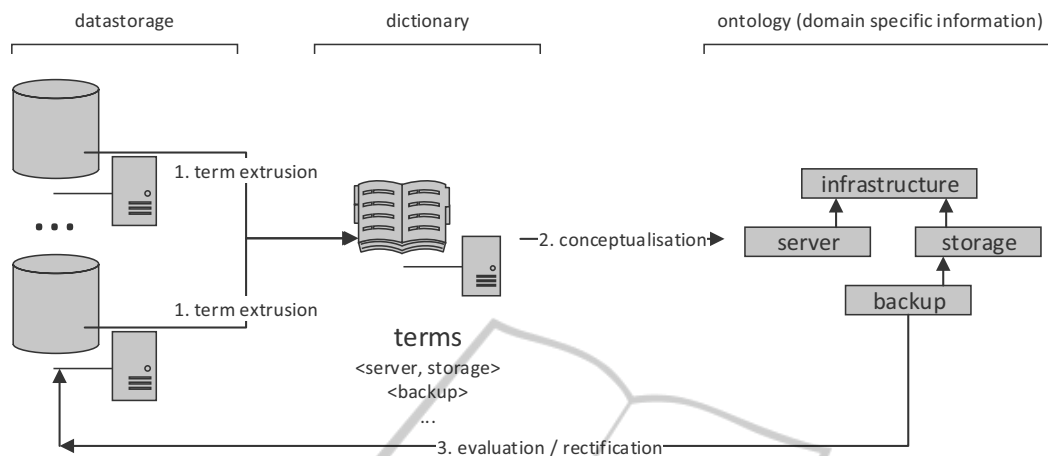 datastorage
dictionary
ontology (domain specific information)
1. term extrusion
infrastructure
2. conceptualisation
server
storage
backup
1. term extrusion
terms
<server, storage>
<backup>
...
3. evaluation / rectification